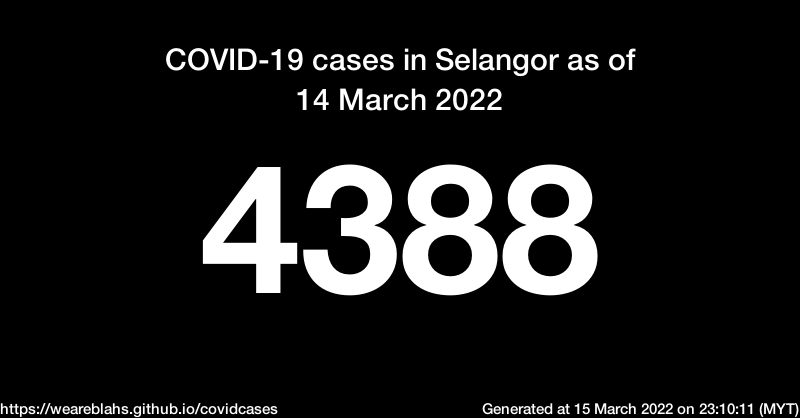 COVID-19 cases in Selangor as of
14 March 2022
4388
https://weareblahs.github.io/covidcases
Generated at 15 March 2022 on 23:10:11 (MYT)